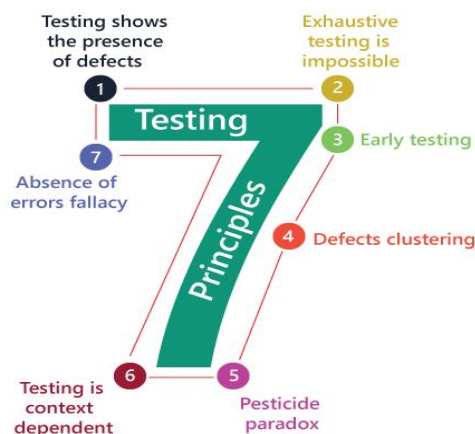 Testing shows
the presence
of defects
1
Exhaustive
testing is
impossible
2
Testing
3
Early testing
7
Absence of
errors fallacy
Principles
4
Defects clustering
6
Testing is
context
dependent
5
Pesticide
paradox